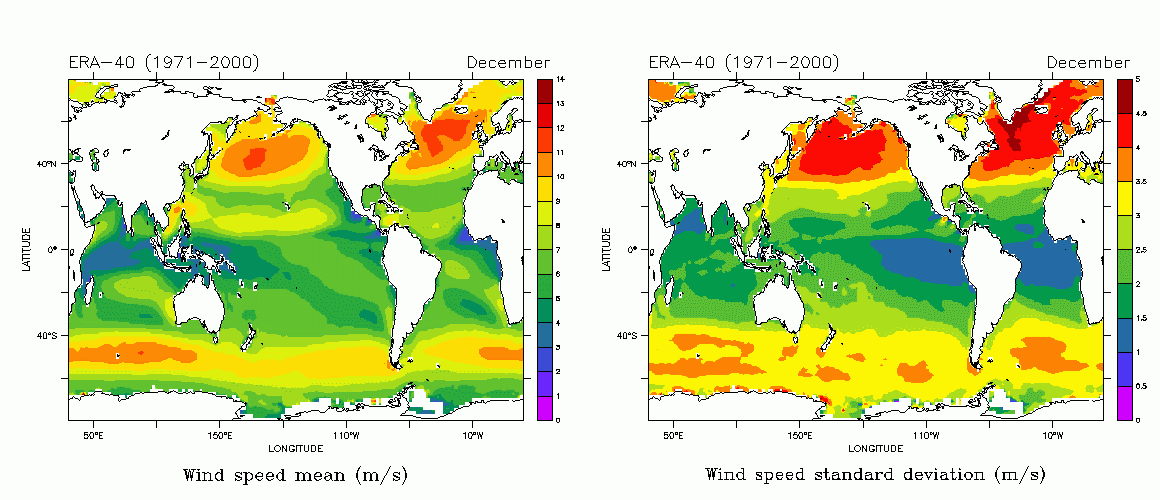 ERA-40 (1971-2000) December
14
13
12
11
10
9
8
7
6
5
4
3
2
1
0
40°N
0°
40°S
LATITUDE
50°E 150°E 110°W 10°W
LONGITUDE
Wind speed mean (m/s)
ERA-40 (1971-2000) December
5
4.5
4
3.5
3
2.5
2
1.5
1
0.5
0
40°N
0°
40°S
LATITUDE
50°E 150°E 110°W 10°W
LONGITUDE
Wind speed standard deviation (m/s)